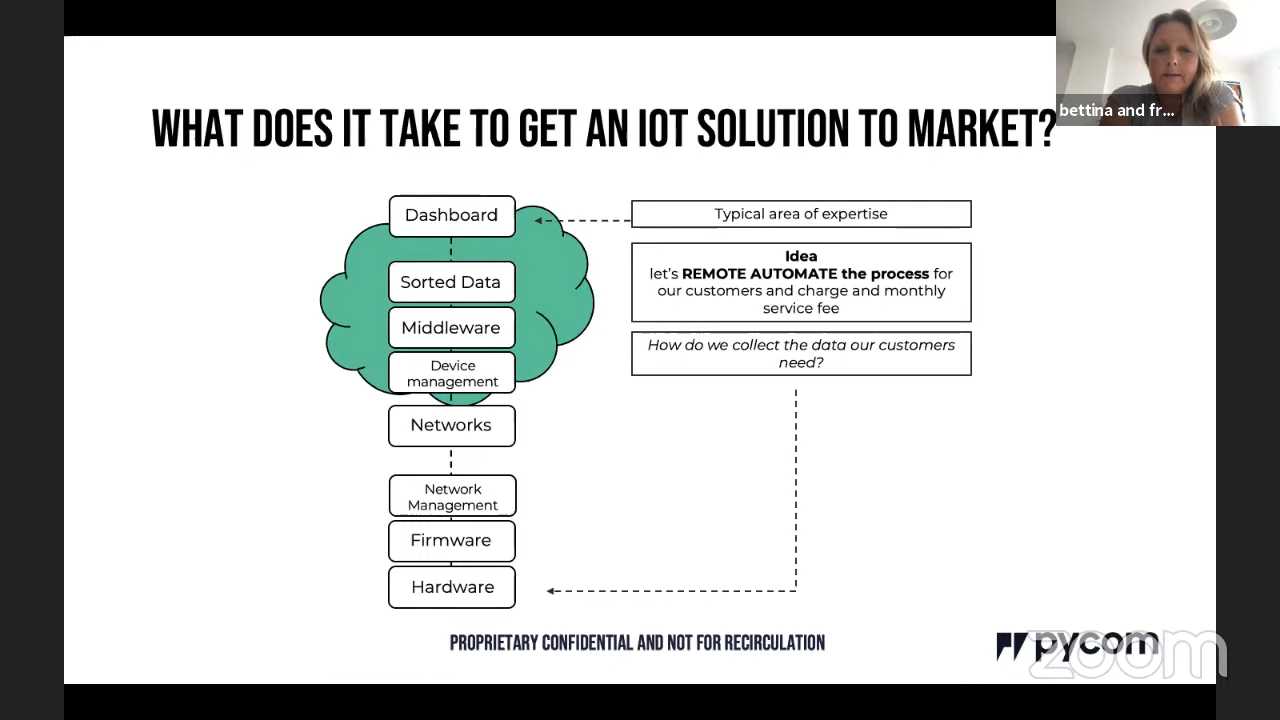 bettina and fr...
WHAT DOES IT TAKE TO GET AN IOT SOLUTION TO MARKET?
Dashboard
Sorted Data
Middleware
Device
management
Networks
Network
Management
Firmware
Hardware
Typical area of expertise
Idea
let's REMOTE AUTOMATE the process for
our customers and charge and monthly
service fee
How do we collect the data our customers
need?
PROPRIETARY CONFIDENTIAL AND NOT FOR RECIRCULATION
pycom
zoom